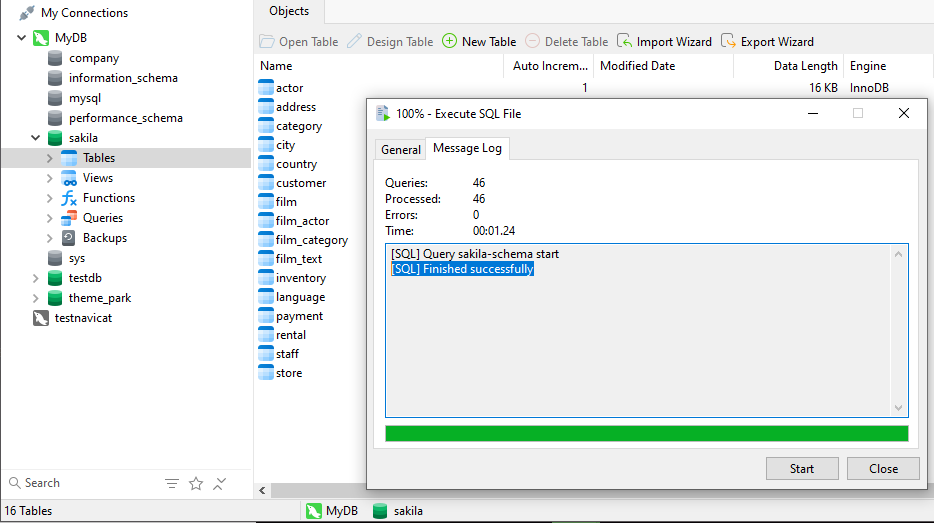 My Connections
MyDB
company
information_schema
mysql
performance_schema
sakila
Tables
Views
Functions
Queries
Backups
sys
testdb
theme_park
testnavicat
Search
16 Tables
Objects
Open Table Design Table New Table Delete Table Import Wizard Export Wizard
Name Auto Increm... Modified Date Data Length Engine
actor 1 16 KB InnoDB
address
category
city
country
customer
film
film_actor
film_category
film_text
inventory
language
payment
rental
staff
store
100% - Execute SQL File
General Message Log
Queries: 46
Processed: 46
Errors: 0
Time: 00:01.24
[SQL] Query sakila-schema start
[SQL] Finished successfully
Start Close
MyDB sakila